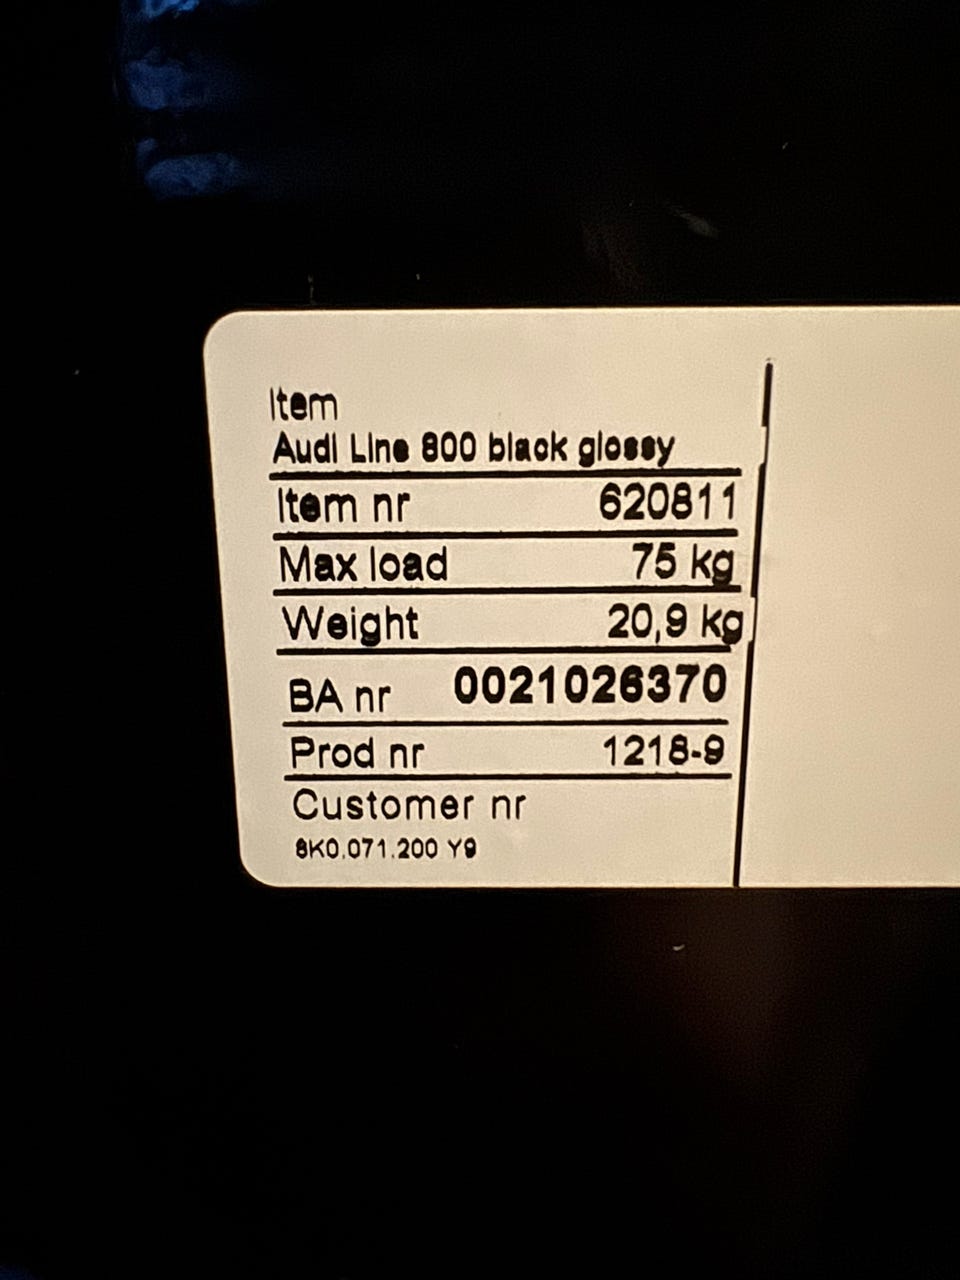 Item
Audi Line 800 black glossy
Item nr 620811
Max load 75 kg
Weight 20,9 kg
BA nr 0021026370
Prod nr 1218-9
Customer nr
8K0.071.200 Y9